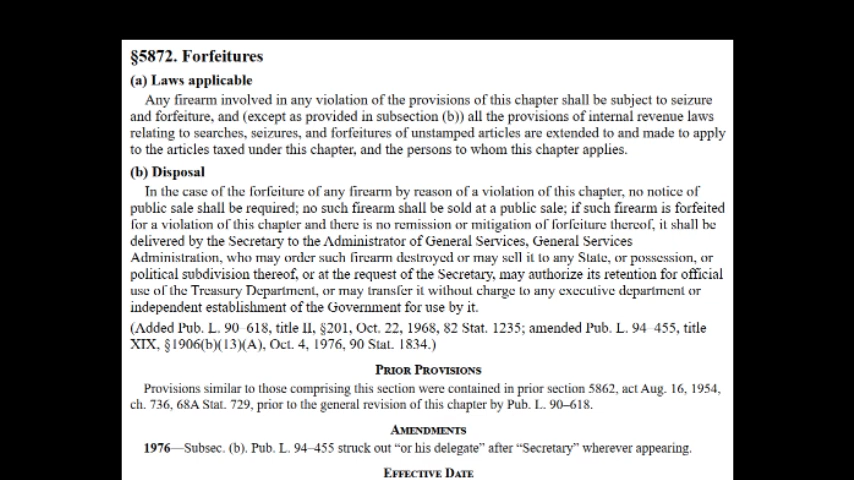 §5872. Forfeitures
(a) Laws applicable
Any firearm involved in any violation of the provisions of this chapter shall be subject to seizure
and forfeiture, and (except as provided in subsection (b)) all the provisions of internal revenue laws
relating to searches, seizures, and forfeitures of unstamped articles are extended to and made to apply
to the articles taxed under this chapter, and the persons to whom this chapter applies.
(b) Disposal
In the case of the forfeiture of any firearm by reason of a violation of this chapter, no notice of
public sale shall be required; no such firearm shall be sold at a public sale; if such firearm is forfeited
for a violation of this chapter and there is no remission or mitigation of forfeiture thereof, it shall be
delivered by the Secretary to the Administrator of General Services, General Services
Administration, who may order such firearm destroyed or may sell it to any State, or possession, or
political subdivision thereof, or at the request of the Secretary, may authorize its retention for official
use of the Treasury Department, or may transfer it without charge to any executive department or
independent establishment of the Government for use by it.
(Added Pub. L. 90–618, title II, §201, Oct. 22, 1968, 82 Stat. 1235; amended Pub. L. 94–455, title
XIX, §1906(b)(13)(A), Oct. 4, 1976, 90 Stat. 1834.)
PRIOR PROVISIONS
Provisions similar to those comprising this section were contained in prior section 5862, act Aug. 16, 1954,
ch. 736, 68A Stat. 729, prior to the general revision of this chapter by Pub. L. 90–618.
AMENDMENTS
1976—Subsec. (b). Pub. L. 94–455 struck out “or his delegate” after “Secretary” wherever appearing.
EFFECTIVE DATE